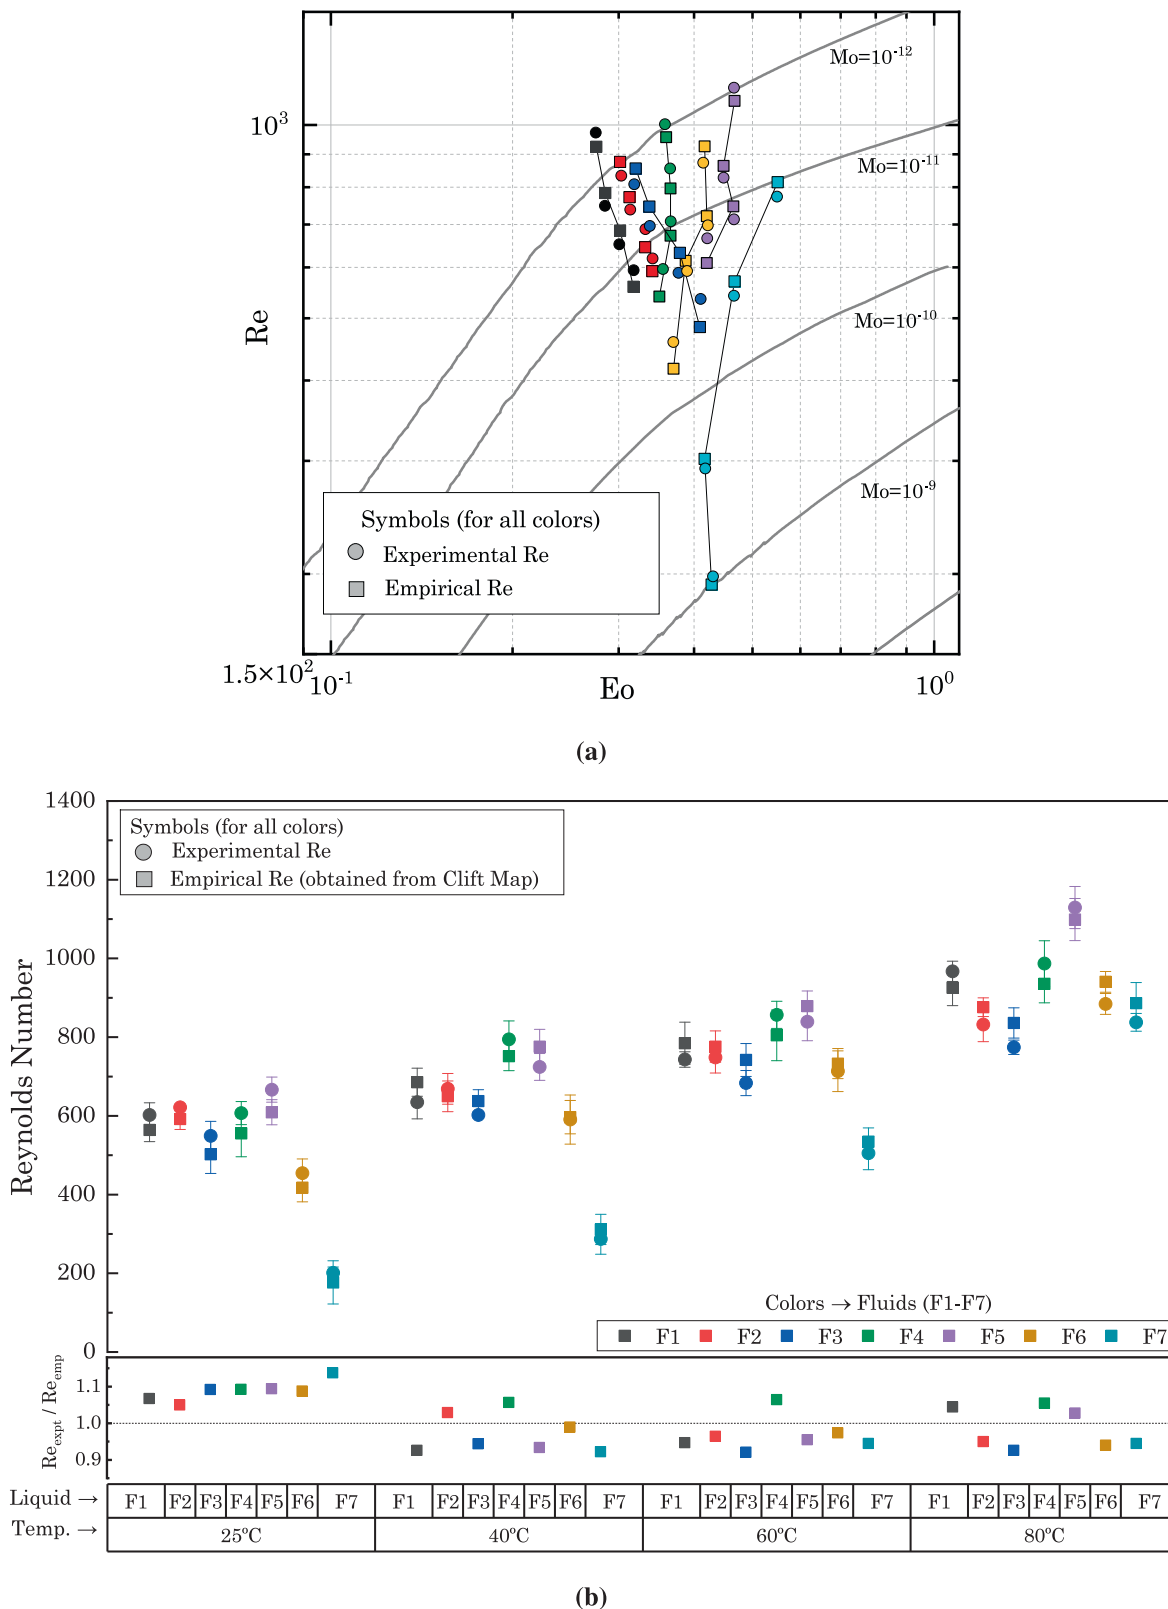 Mo=10⁻¹²
10³
Mo=10⁻¹¹
Re
Mo=10⁻¹⁰
Mo=10⁻⁹
Symbols (for all colors)
Experimental Re
Empirical Re
1.5×10²
10⁻¹
Eo
10⁰
(a)
1400
Symbols (for all colors)
Experimental Re
Empirical Re (obtained from Clift Map)
1200
1000
800
Reynolds Number
600
400
200
0
Colors → Fluids (F1-F7)
F1 F2 F3 F4 F5 F6 F7
Re_expt / Re_emp
1.1
1.0
0.9
Liquid → F1 F2 F3 F4 F5 F6 F7 F1 F2 F3 F4 F5 F6 F7 F1 F2 F3 F4 F5 F6 F7 F1 F2 F3 F4 F5 F6 F7
Temp. → 25°C 40°C 60°C 80°C
(b)